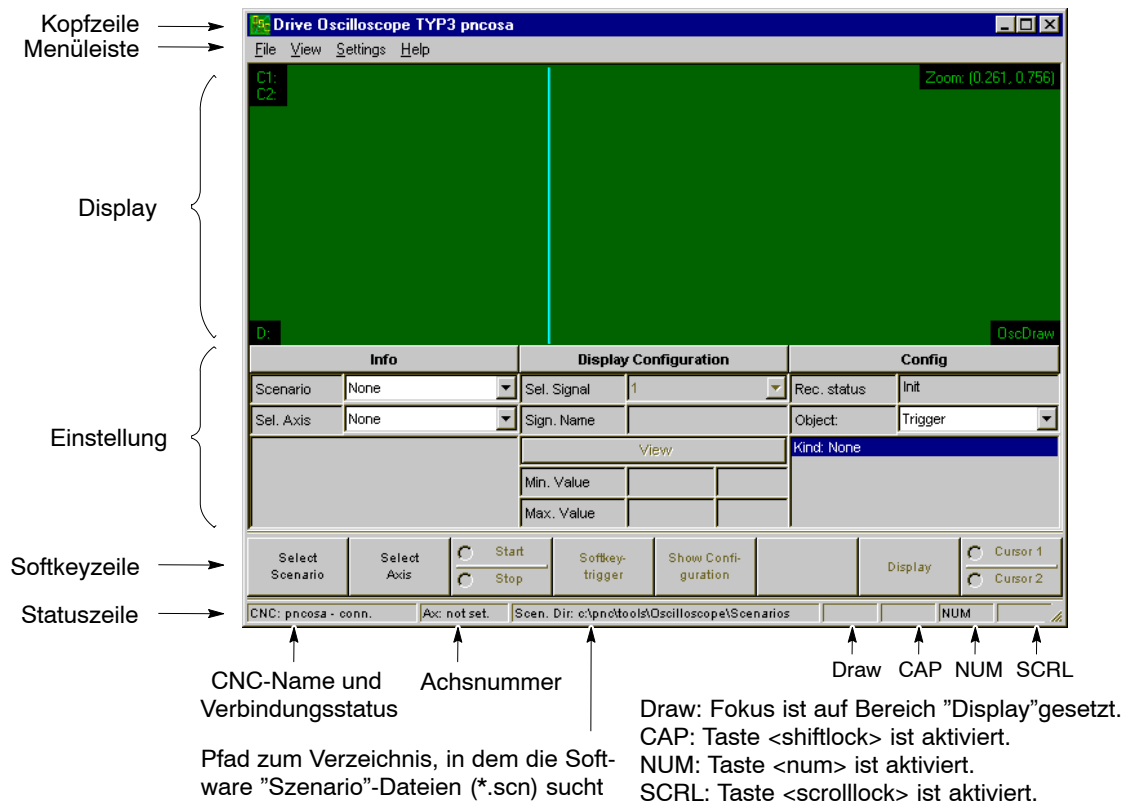 Kopfzeile
Menüleiste
Display
Einstellung
Softkeyzeile
Statuszeile
Drive Oscilloscope TYP3 pncosa
File View Settings Help
C1:
C2:
Zoom: (0.261, 0.756)
D:
OscDraw
Info Display Configuration Config
Scenario None Sel. Signal 1 Rec. status Init
Sel. Axis None Sign. Name Object: Trigger
View Kind: None
Min. Value
Max. Value
Select Scenario
Select Axis
Start
Stop
Softkey-trigger
Show Confi-guration
Display
Cursor 1
Cursor 2
CNC: pncosa - conn. Ax: not set. Scen. Dir: c:\pnc\tools\Oscilloscope\Scenarios NUM
CNC-Name und
Verbindungsstatus
Achsnummer
Draw CAP NUM SCRL
Pfad zum Verzeichnis, in dem die Soft-
ware ”Szenario”-Dateien (*.scn) sucht
Draw: Fokus ist auf Bereich ”Display”gesetzt.
CAP: Taste <shiftlock> ist aktiviert.
NUM: Taste <num> ist aktiviert.
SCRL: Taste <scrolllock> ist aktiviert.